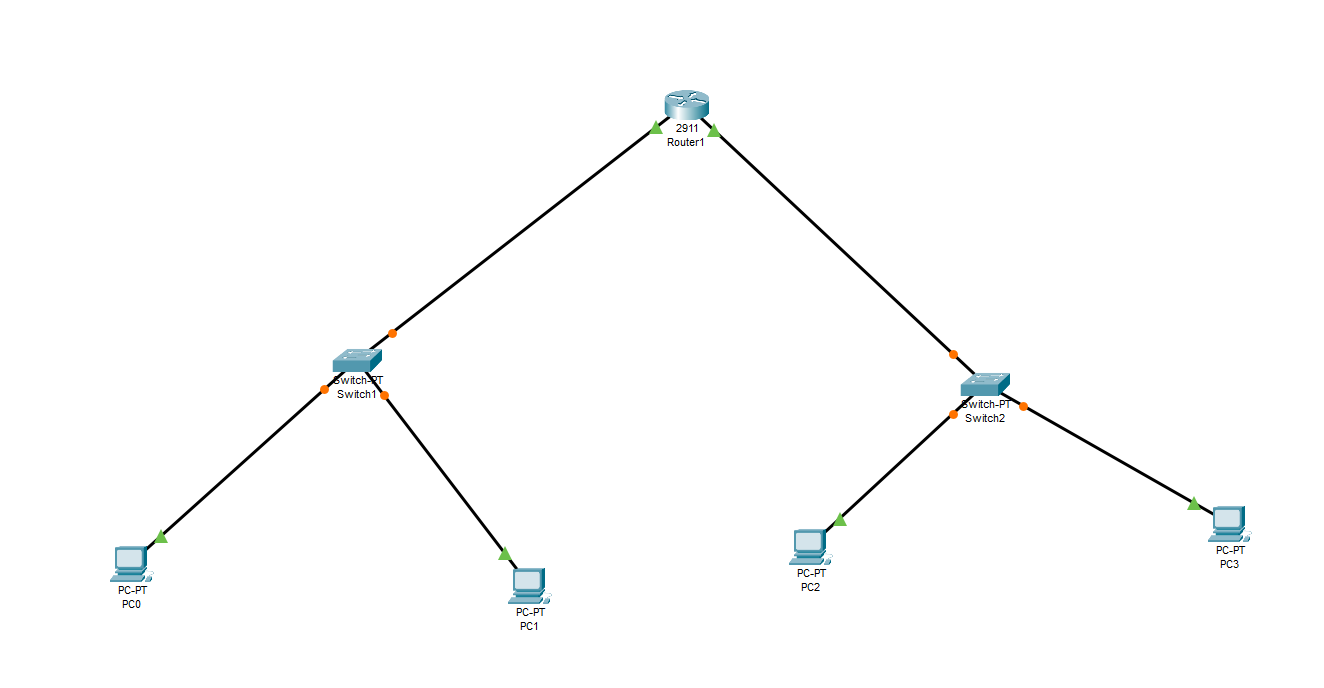 2911
Router1
Switch-PT
Switch1
Switch-PT
Switch2
PC-PT
PC0
PC-PT
PC1
PC-PT
PC2
PC-PT
PC3